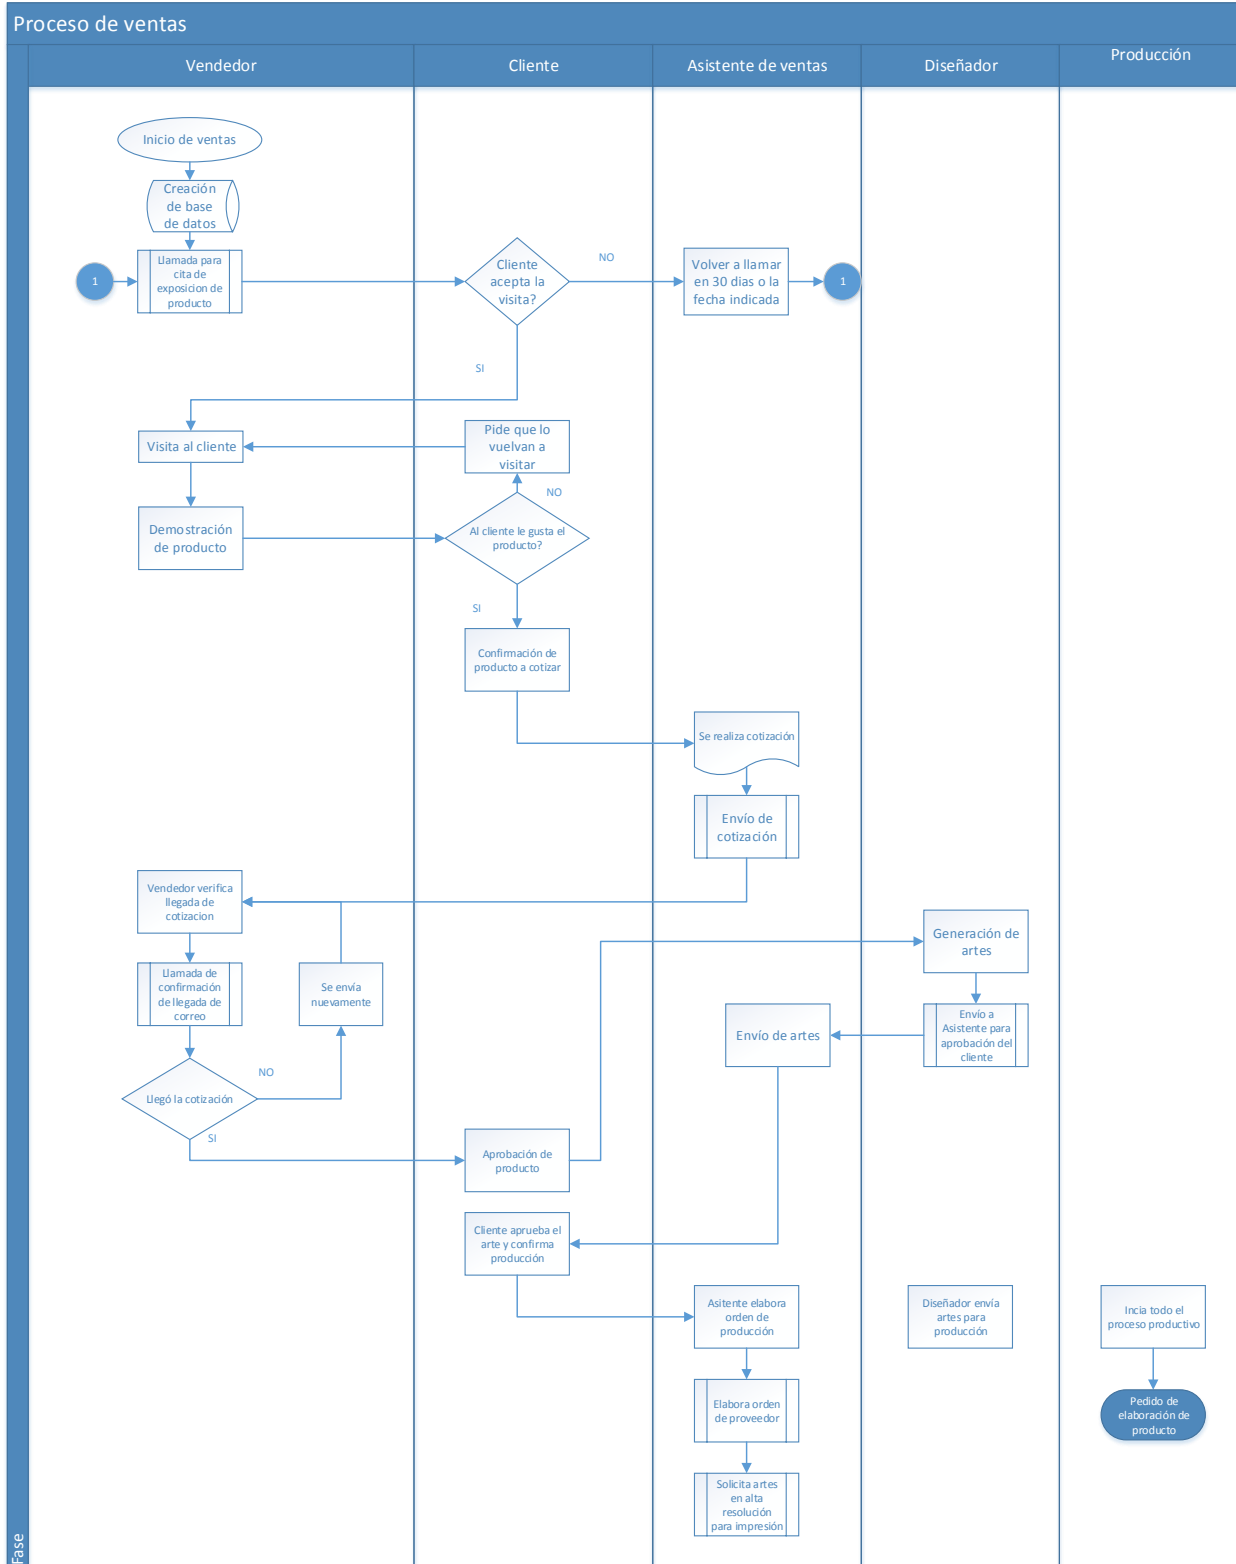 Proceso de ventas
Vendedor
Cliente
Asistente de ventas
Diseñador
Producción
Inicio de ventas
Creación
de base
de datos
1
Llamada para
cita de
exposicion de
producto
Cliente
acepta la
visita?
NO
Volver a llamar
en 30 dias o la
fecha indicada
1
SI
Visita al cliente
Pide que lo
vuelvan a
visitar
NO
Demostración
de producto
Al cliente le gusta el
producto?
SI
Confirmación de
producto a cotizar
Se realiza cotización
Envío de
cotización
Vendedor verifica
llegada de
cotizacion
Generación de
artes
Llamada de
confirmación
de llegada de
correo
Se envía
nuevamente
Envío de artes
Envío a
Asistente para
aprobación del
cliente
Llegó la cotización
NO
SI
Aprobación de
producto
Cliente aprueba el
arte y confirma
producción
Asitente elabora
orden de
producción
Diseñador envía
artes para
producción
Incia todo el
proceso productivo
Elabora orden
de proveedor
Pedido de
elaboración de
producto
Solicita artes
en alta
resolución
para impresión
Fase